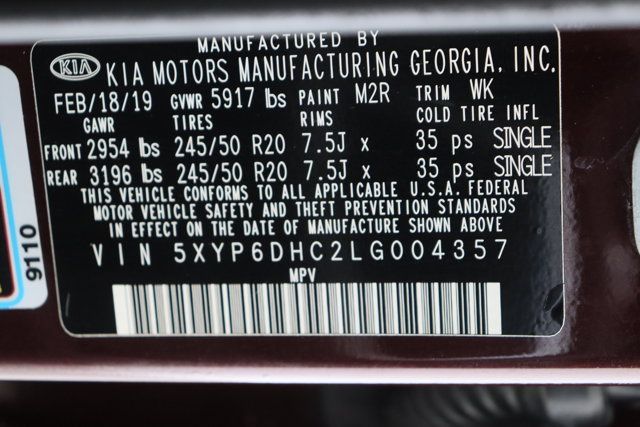 MANUFACTURED BY
KIA KIA MOTORS MANUFACTURING GEORGIA, INC.
FEB/18/19 GVWR 5917 lbs PAINT M2R TRIM WK
GAWR TIRES RIMS COLD TIRE INFL
FRONT 2954 lbs 245/50 R20 7.5J x 35 ps SINGLE
REAR 3196 lbs 245/50 R20 7.5J x 35 ps SINGLE
THIS VEHICLE CONFORMS TO ALL APPLICABLE U.S.A. FEDERAL
MOTOR VEHICLE SAFETY AND THEFT PREVENTION STANDARDS
IN EFFECT ON THE DATE OF MANUFACTURE SHOWN ABOVE
VIN 5XYP6DHC2LG004357
MPV
9110